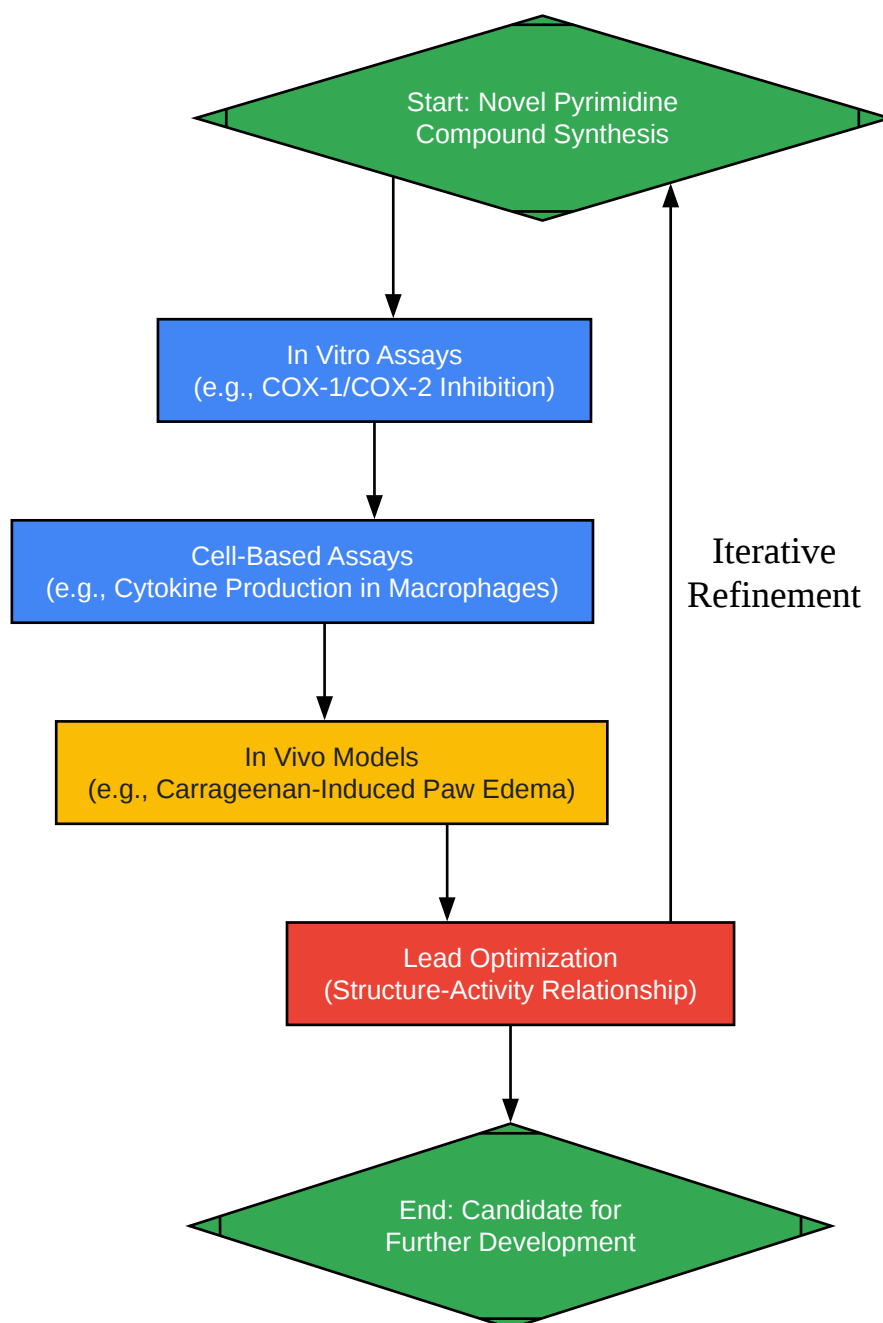 Start: Novel Pyrimidine
Compound Synthesis
In Vitro Assays
(e.g., COX-1/COX-2 Inhibition)
Cell-Based Assays
(e.g., Cytokine Production in Macrophages)
Iterative
Refinement
In Vivo Models
(e.g., Carrageenan-Induced Paw Edema)
Lead Optimization
(Structure-Activity Relationship)
End: Candidate for
Further Development